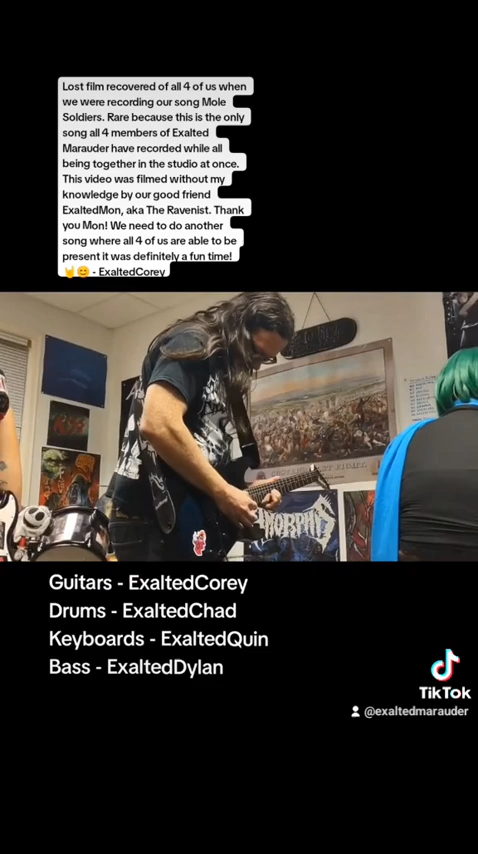 Lost film recovered of all 4 of us when
we were recording our song Mole
Soldiers. Rare because this is the only
song all 4 members of Exalted
Marauder have recorded while all
being together in the studio at once.
This video was filmed without my
knowledge by our good friend
ExaltedMon, aka The Ravenist. Thank
you Mon! We need to do another
song where all 4 of us are able to be
present it was definitely a fun time!
🤘😊 - ExaltedCorey
AMORPHIS
Guitars - ExaltedCorey
Drums - ExaltedChad
Keyboards - ExaltedQuin
Bass - ExaltedDylan
TikTok
@exaltedmarauder